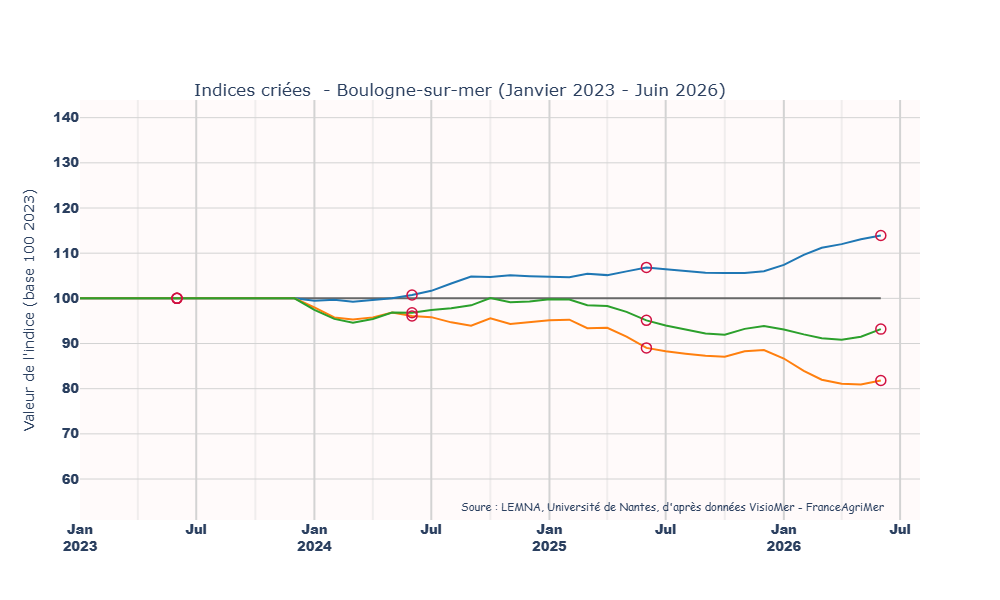 Indices criées  - Boulogne-sur-mer (Janvier 2023 - Juin 2026)
Valeur de l'indice (base 100 2023)
140
130
120
110
100
90
80
70
60
Soure : LEMNA, Université de Nantes, d'après données VisioMer - FranceAgriMer
Jan Jul Jan Jul Jan Jul Jan Jul
2023 2024 2025 2026